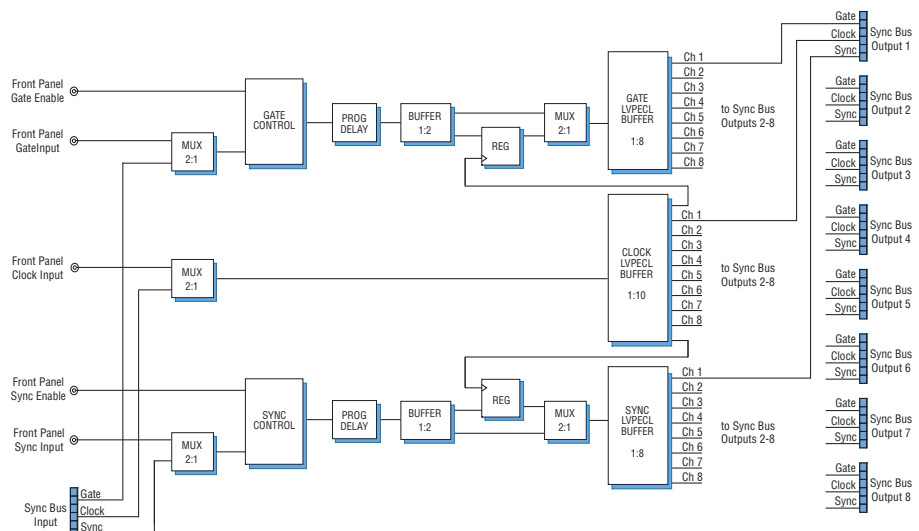 Front Panel
Gate Enable
Front Panel
GateInput
MUX
2:1
GATE
CONTROL
PROG
DELAY
BUFFER
1:2
REG
MUX
2:1
GATE
LVPECL
BUFFER
1:8
Ch 1
Ch 2
Ch 3
Ch 4
Ch 5
Ch 6
Ch 7
Ch 8
to Sync Bus
Outputs 2-8
Front Panel
Clock Input
MUX
2:1
CLOCK
LVPECL
BUFFER
1:10
Ch 1
Ch 2
Ch 3
Ch 4
Ch 5
Ch 6
Ch 7
Ch 8
to Sync Bus
Outputs 2-8
Front Panel
Sync Enable
Front Panel
Sync Input
MUX
2:1
SYNC
CONTROL
PROG
DELAY
BUFFER
1:2
REG
MUX
2:1
SYNC
LVPECL
BUFFER
1:8
Ch 1
Ch 2
Ch 3
Ch 4
Ch 5
Ch 6
Ch 7
Ch 8
to Sync Bus
Outputs 2-8
Sync Bus
Input
Gate
Clock
Sync
Gate
Clock
Sync
Sync Bus
Output 1
Gate
Clock
Sync
Sync Bus
Output 2
Gate
Clock
Sync
Sync Bus
Output 3
Gate
Clock
Sync
Sync Bus
Output 4
Gate
Clock
Sync
Sync Bus
Output 5
Gate
Clock
Sync
Sync Bus
Output 6
Gate
Clock
Sync
Sync Bus
Output 7
Gate
Clock
Sync
Sync Bus
Output 8